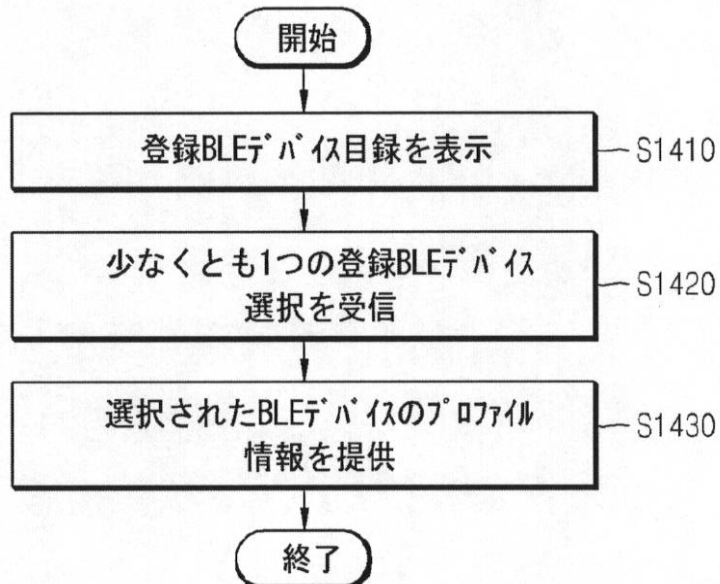 開始
登録BLEデバイス目録を表示
S1410
少なくとも1つの登録BLEデバイス
選択を受信
S1420
選択されたBLEデバイスのプロファイル
情報を提供
S1430
終了